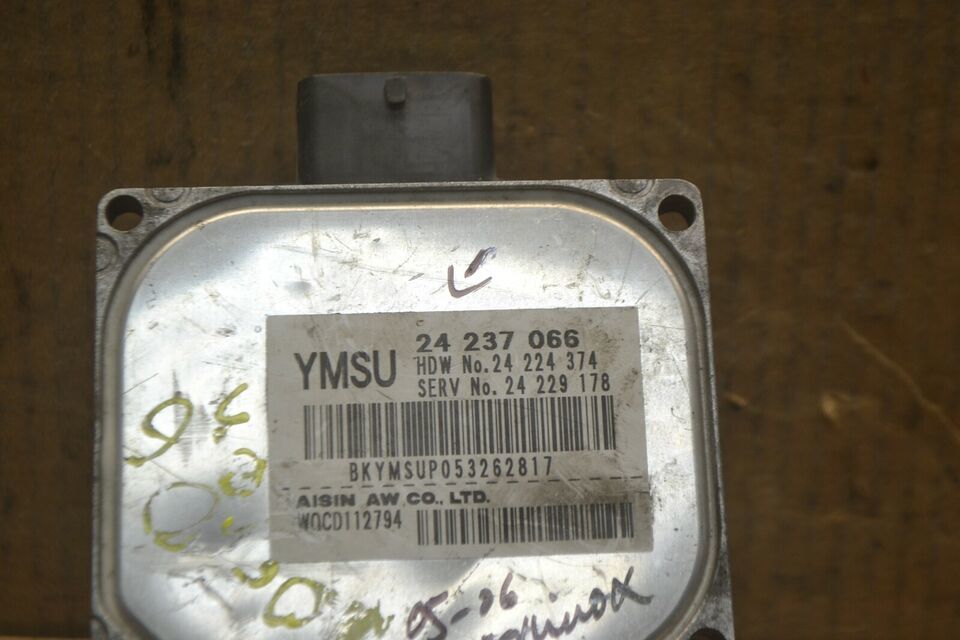 24 237 066
YMSU
HDW No. 24 224 374
SERV No. 24 229 178
BKYMSUP053262817
AISIN AW CO., LTD.
WOCD112794
05-06